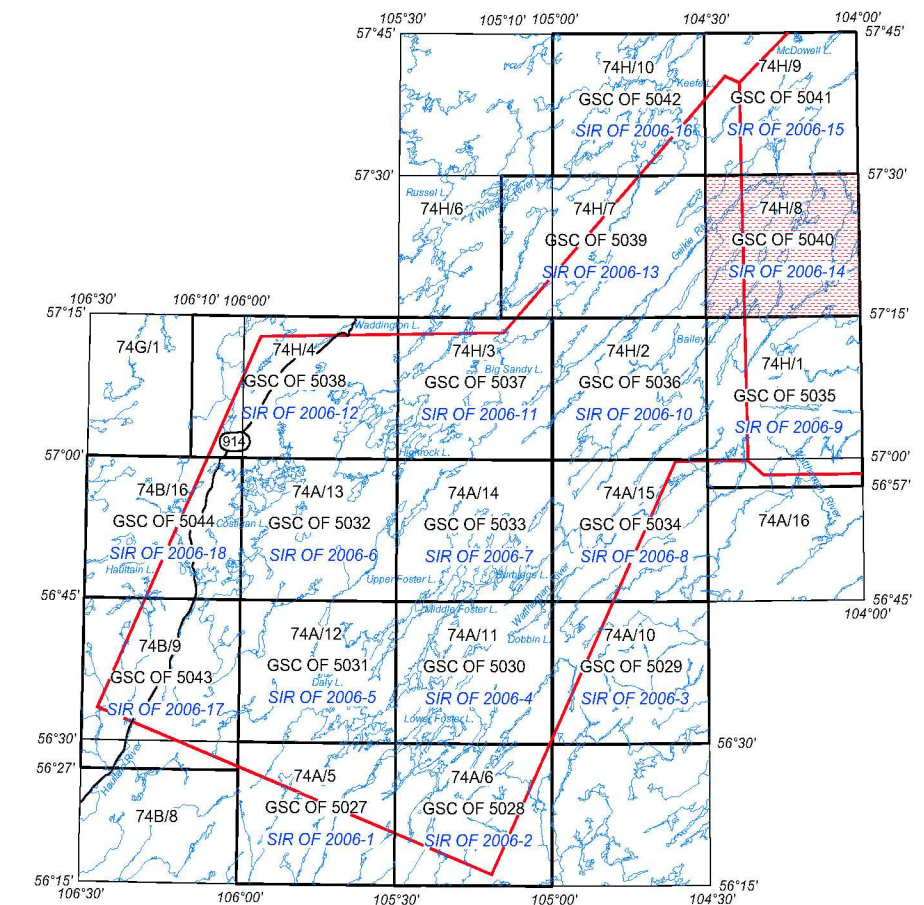 105°30' 105°10' 105°00' 104°30' 104°00'
57°45' 57°45'
McDowell L.
74H/10 74H/9
Keefe L.
GSC OF 5042 GSC OF 5041
SIR OF 2006-16 SIR OF 2006-15
57°30' 57°30'
Russel L.
74H/6 74H/7 74H/8
Wheeler River
GSC OF 5039 GSC OF 5040
Geikie River
SIR OF 2006-13 SIR OF 2006-14
106°30' 106°10' 106°00'
57°15' 57°15'
Waddington L.
Bailey L.
74G/1 74H/4 74H/3 74H/2 74H/1
Big Sandy L.
GSC OF 5038 GSC OF 5037 GSC OF 5036 GSC OF 5035
SIR OF 2006-12 SIR OF 2006-11 SIR OF 2006-10 SIR OF 2006-9
914
57°00' 57°00'
56°57'
74B/16 74A/13 74A/14 74A/15 74A/16
GSC OF 5044 GSC OF 5032 GSC OF 5033 GSC OF 5034
Costigan L.
SIR OF 2006-18 SIR OF 2006-6 SIR OF 2006-7 SIR OF 2006-8
Haultain L.
Upper Foster L.
Burbidge L.
56°45' 56°45'
104°00'
Middle Foster L.
74B/9 74A/12 74A/11 74A/10
Dobbin L.
GSC OF 5043 GSC OF 5031 GSC OF 5030 GSC OF 5029
Daly L.
SIR OF 2006-17 SIR OF 2006-5 SIR OF 2006-4 SIR OF 2006-3
Lower Foster L.
56°30' 56°30'
56°27'
Haultain River
74A/5 74A/6
GSC OF 5027 GSC OF 5028
74B/8
SIR OF 2006-1 SIR OF 2006-2
56°15' 56°15'
106°30' 106°00' 105°30' 105°00' 104°30'